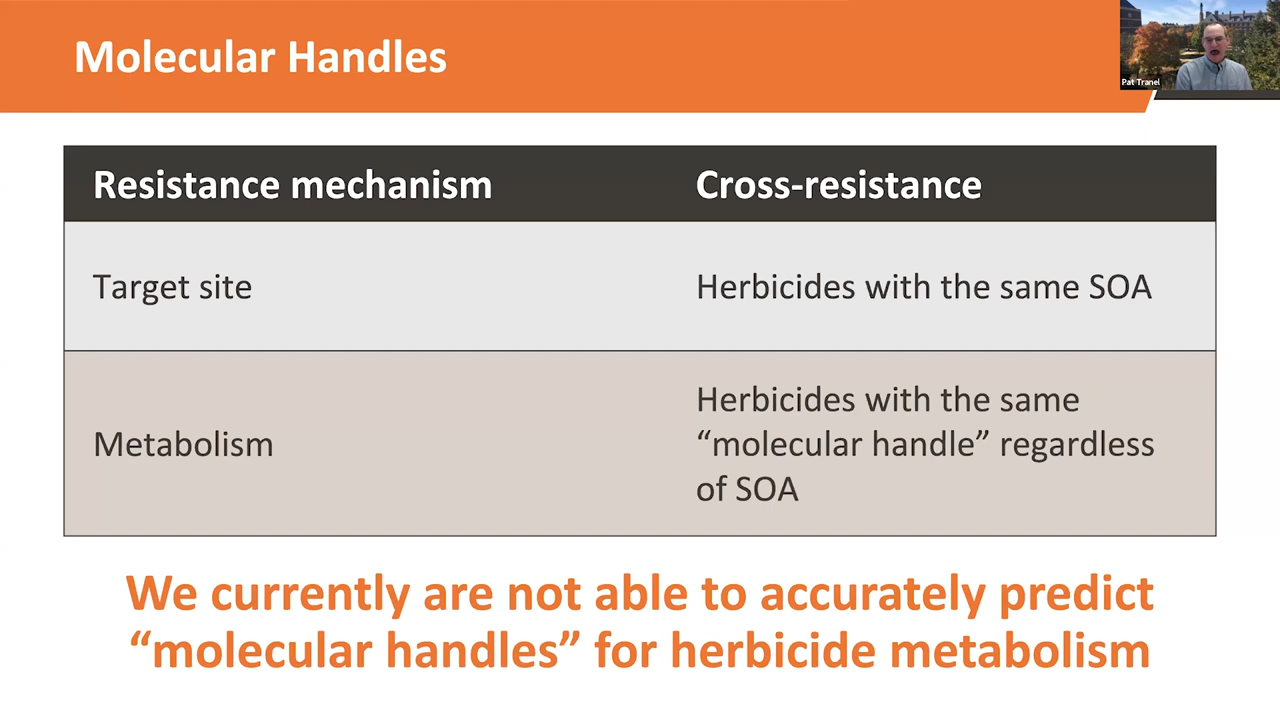 Molecular Handles
Pat Tranel
Resistance mechanism
Cross-resistance
Target site
Herbicides with the same SOA
Metabolism
Herbicides with the same
“molecular handle” regardless
of SOA
We currently are not able to accurately predict
“molecular handles” for herbicide metabolism